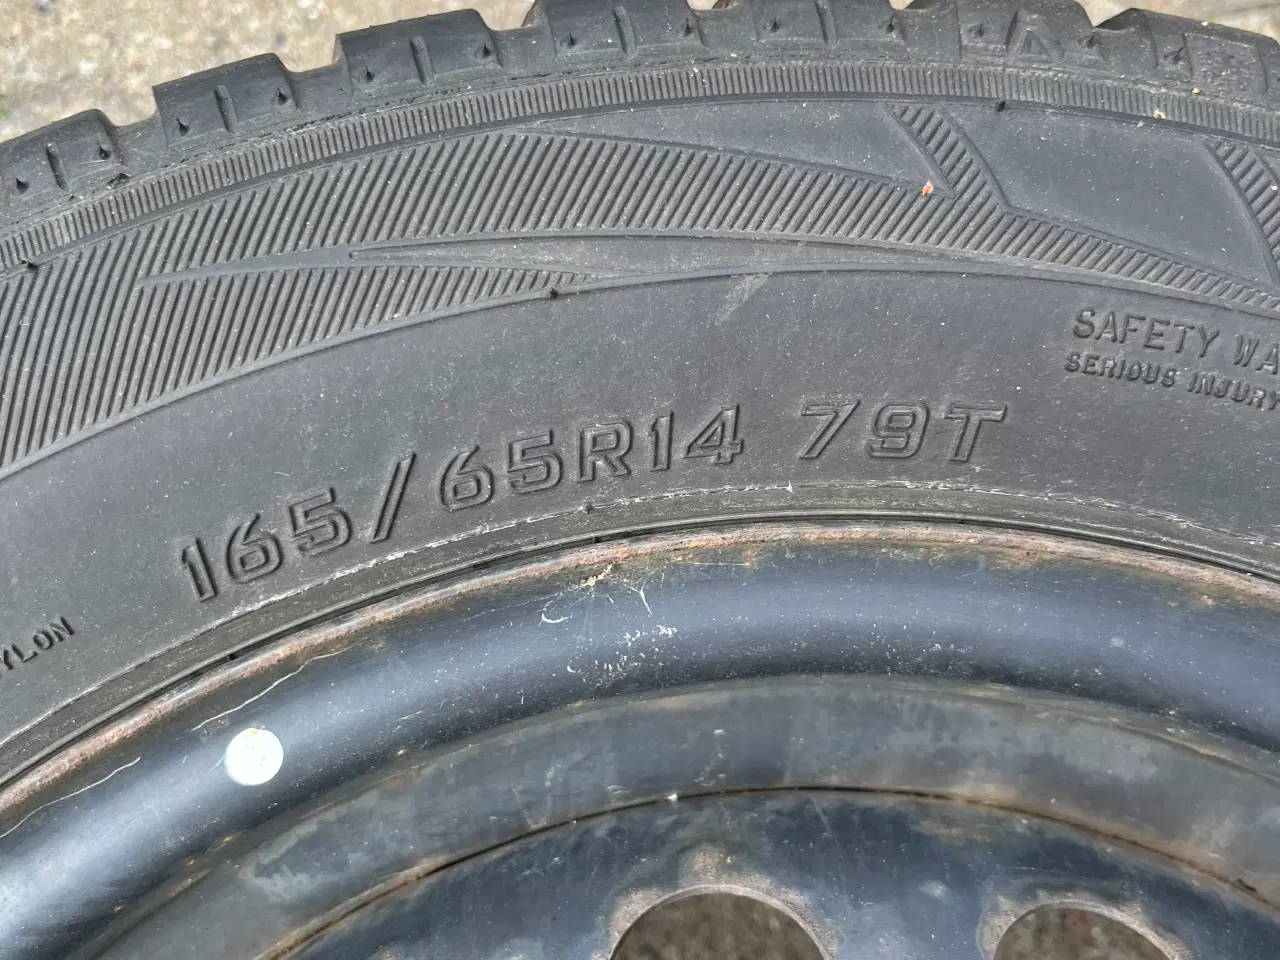 SAFETY WA
SERIOUS INJURY
165/65R14 79T
YLON